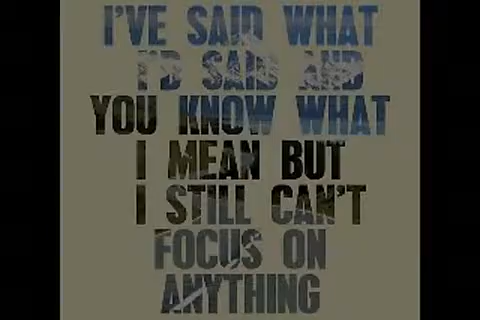 I'VE SAID WHAT
I'D SAID AND
YOU KNOW WHAT
I MEAN BUT
I STILL CAN'T
FOCUS ON
ANYTHING